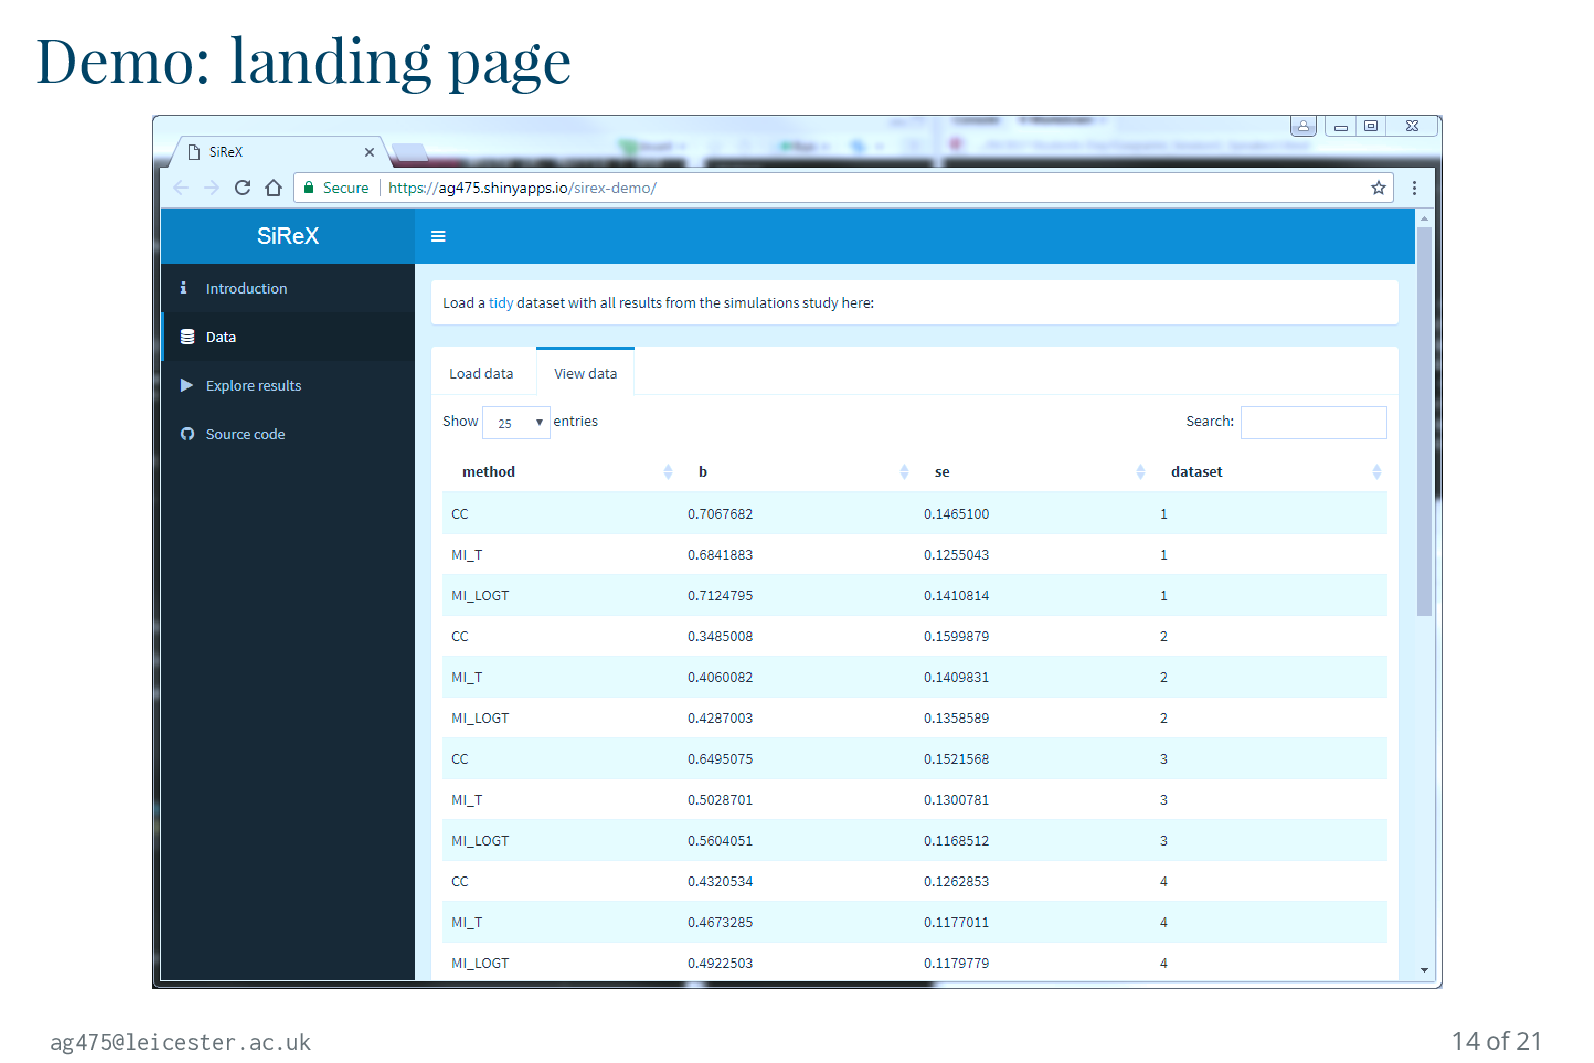 Demo: landing page
SiReX
Secure https://ag475.shinyapps.io/sirex-demo/
SiReX
Introduction
Data
Explore results
Source code
Load a tidy dataset with all results from the simulations study here:
Load data View data
Show 25 entries Search:
method b se dataset
CC 0.7067682 0.1465100 1
MI_T 0.6841883 0.1255043 1
MI_LOGT 0.7124795 0.1410814 1
CC 0.3485008 0.1599879 2
MI_T 0.4060082 0.1409831 2
MI_LOGT 0.4287003 0.1358589 2
CC 0.6495075 0.1521568 3
MI_T 0.5028701 0.1300781 3
MI_LOGT 0.5604051 0.1168512 3
CC 0.4320534 0.1262853 4
MI_T 0.4673285 0.1177011 4
MI_LOGT 0.4922503 0.1179779 4
ag475@leicester.ac.uk
14 of 21